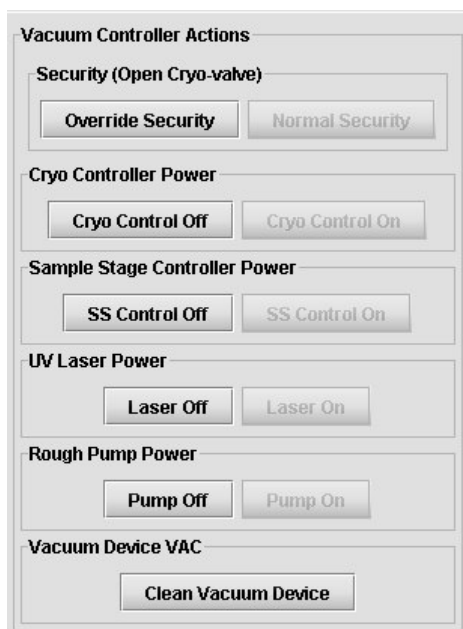 Vacuum Controller Actions
Security (Open Cryo-valve)
Override Security Normal Security
Cryo Controller Power
Cryo Control Off Cryo Control On
Sample Stage Controller Power
SS Control Off SS Control On
UV Laser Power
Laser Off Laser On
Rough Pump Power
Pump Off Pump On
Vacuum Device VAC
Clean Vacuum Device